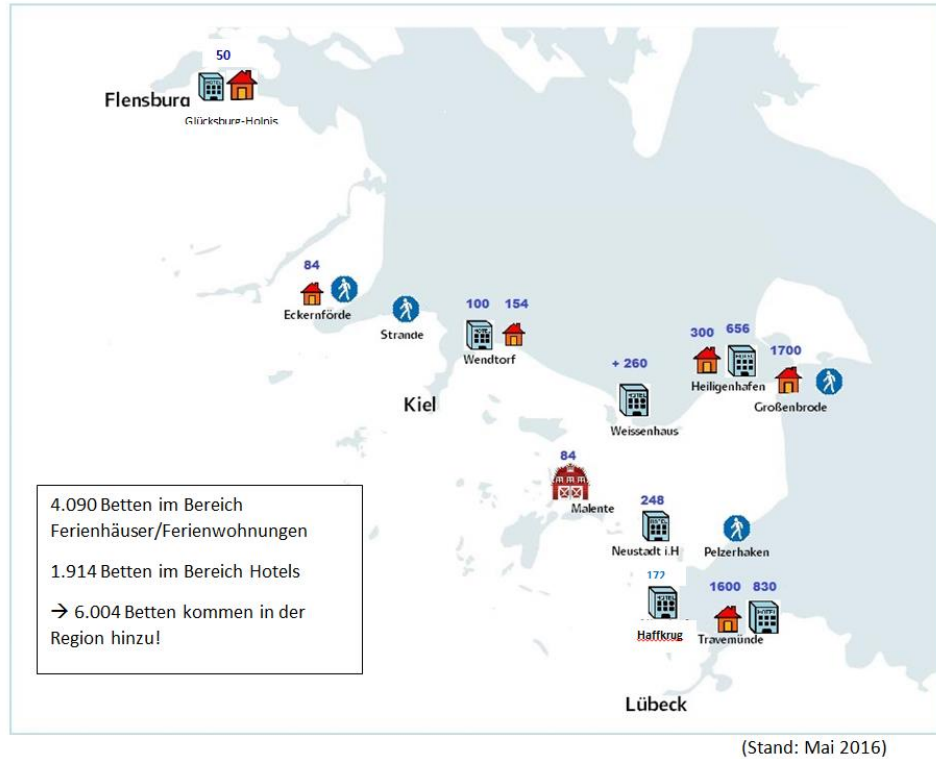 50
Flensburg
Glücksburg-Holnis
84
Eckernförde
Strande
100 154
Wendtorf
300 656
Heiligenhafen
1700
Großenbrode
+ 260
Weissenhaus
Kiel
84
Malente
248
Neustadt i.H
Pelzerhaken
172
Haffkrug
1600 830
Travemünde
Lübeck
4.090 Betten im Bereich
Ferienhäuser/Ferienwohnungen
1.914 Betten im Bereich Hotels
→ 6.004 Betten kommen in der
Region hinzu!
(Stand: Mai 2016)